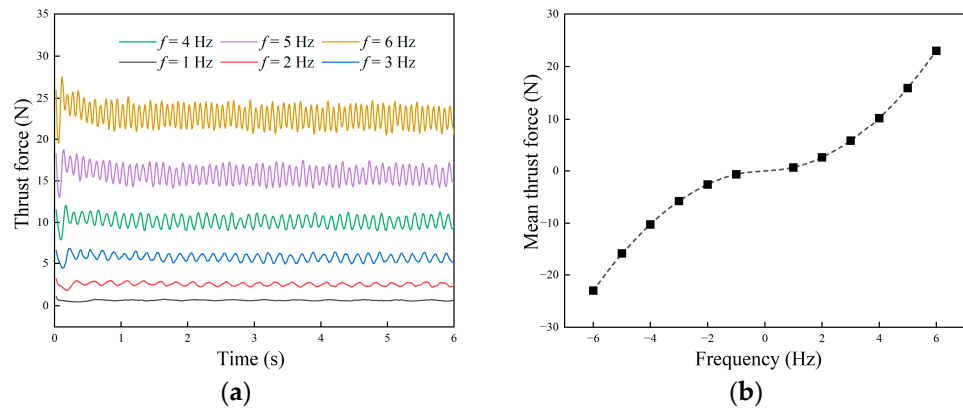 35
30
25
20
15
10
5
0
Thrust force (N)
f = 4 Hz f = 5 Hz f = 6 Hz
f = 1 Hz f = 2 Hz f = 3 Hz
0 1 2 3 4 5 6
Time (s)
(a)
30
20
10
0
−10
−20
−30
Mean thrust force (N)
−6 −4 −2 0 2 4 6
Frequency (Hz)
(b)